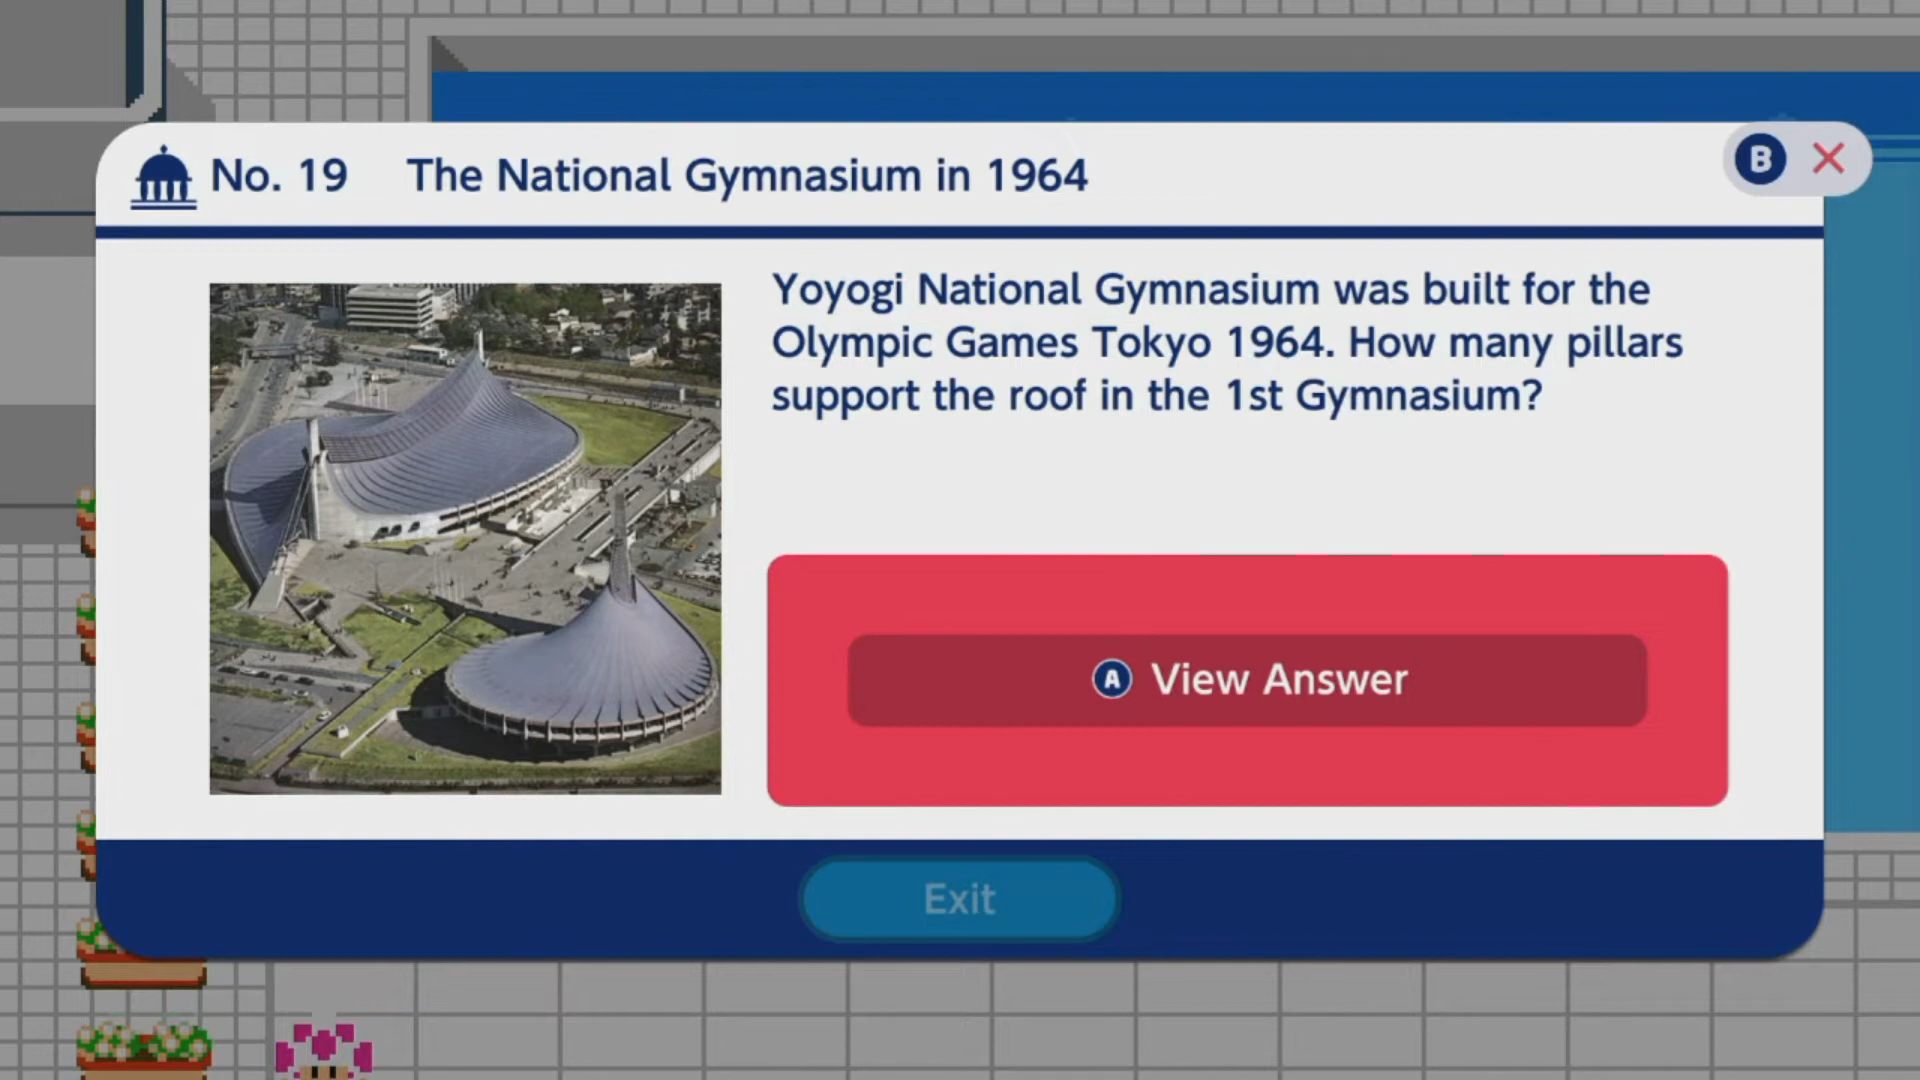 No. 19 The National Gymnasium in 1964
B
Yoyogi National Gymnasium was built for the
Olympic Games Tokyo 1964. How many pillars
support the roof in the 1st Gymnasium?
A View Answer
Exit